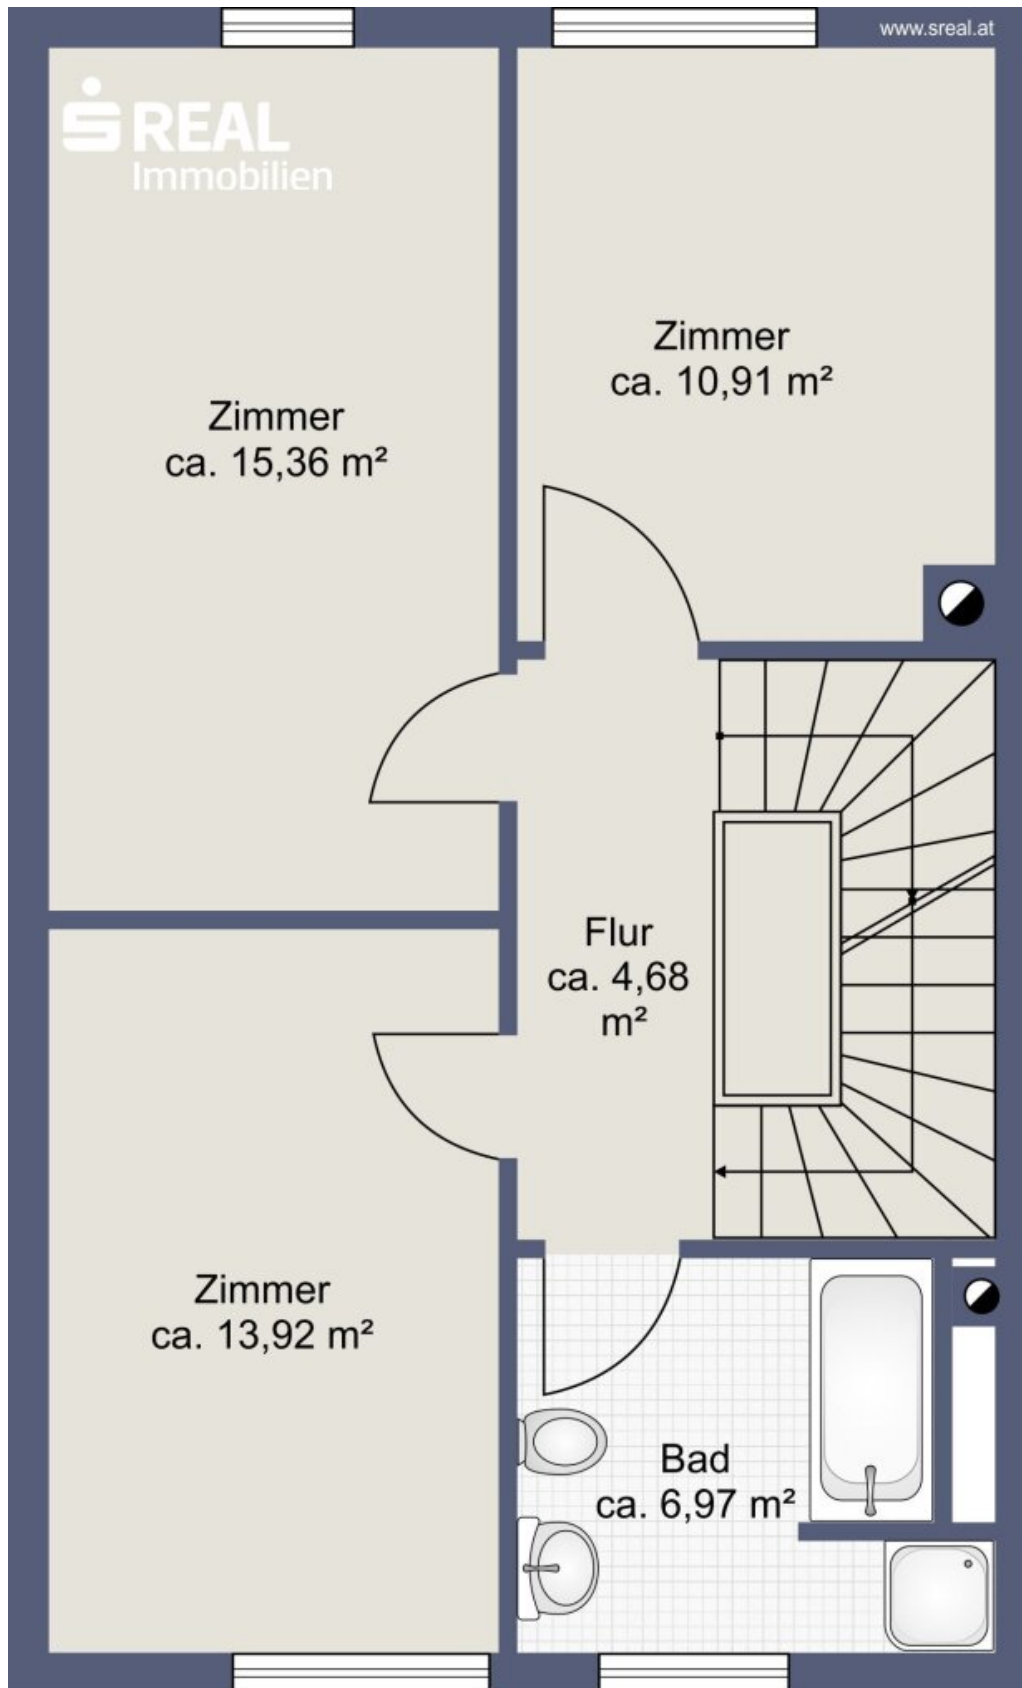 www.sreal.at
S REAL
Immobilien
Zimmer
ca. 10,91 m²
Zimmer
ca. 15,36 m²
Flur
ca. 4,68
m²
Zimmer
ca. 13,92 m²
Bad
ca. 6,97 m²